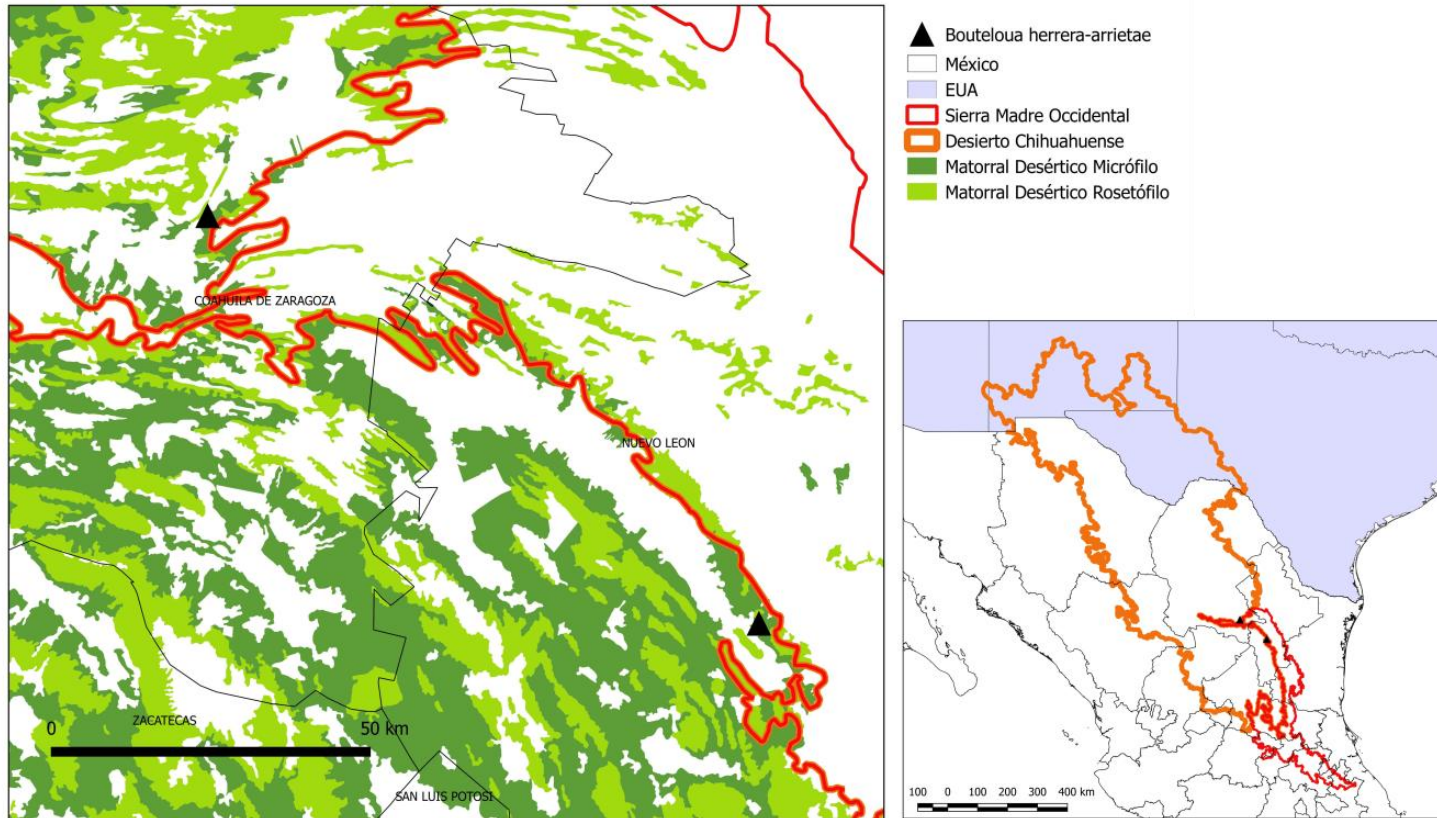 Bouteloua herrera-arrietae
México
EUA
Sierra Madre Occidental
Desierto Chihuahuense
Matorral Desértico Micrófilo
Matorral Desértico Rosetófilo
COAHUILA DE ZARAGOZA
NUEVO LEON
ZACATECAS
SAN LUIS POTOSI
0 50 km
100 0 100 200 300 400 km